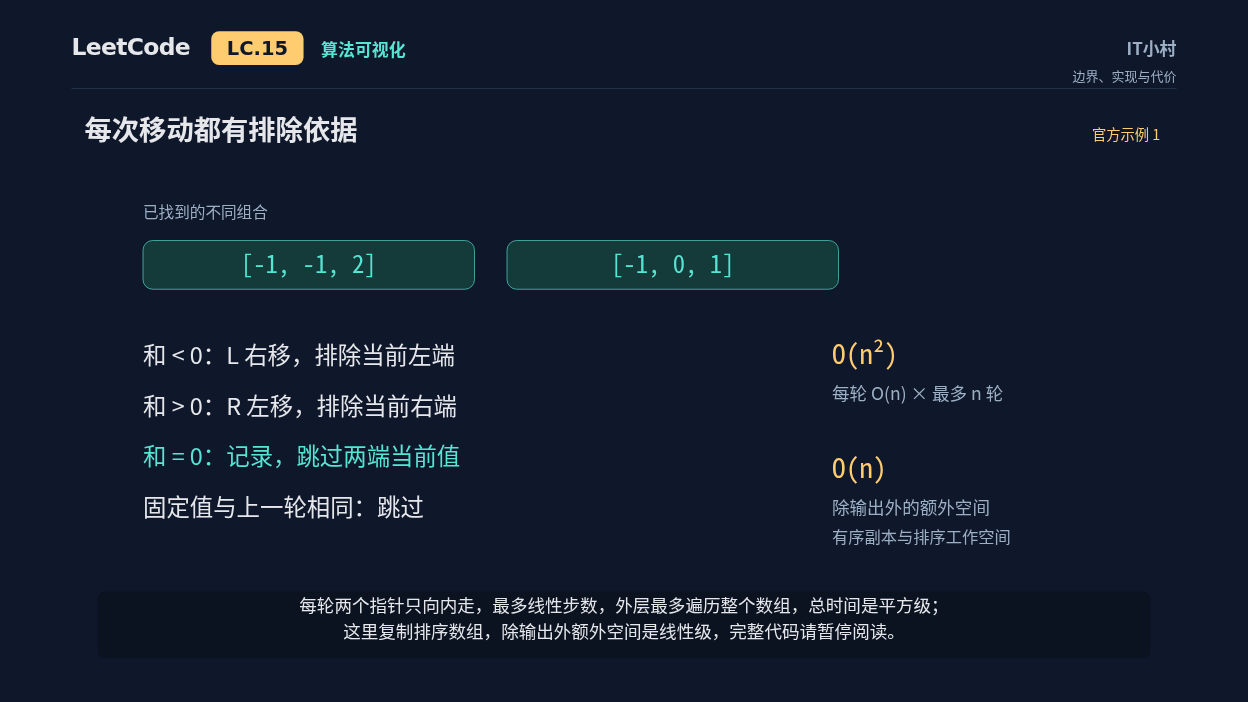 LeetCode LC.15 算法可视化
IT小村
边界、实现与代价
每次移动都有排除依据
官方示例 1
已找到的不同组合
[-1, -1, 2] [-1, 0, 1]
和 < 0：L 右移，排除当前左端
和 > 0：R 左移，排除当前右端
和 = 0：记录，跳过两端当前值
固定值与上一轮相同：跳过
O(n²)
每轮 O(n) × 最多 n 轮
O(n)
除输出外的额外空间
有序副本与排序工作空间
每轮两个指针只向内走，最多线性步数，外层最多遍历整个数组，总时间是平方级；
这里复制排序数组，除输出外额外空间是线性级，完整代码请暂停阅读。